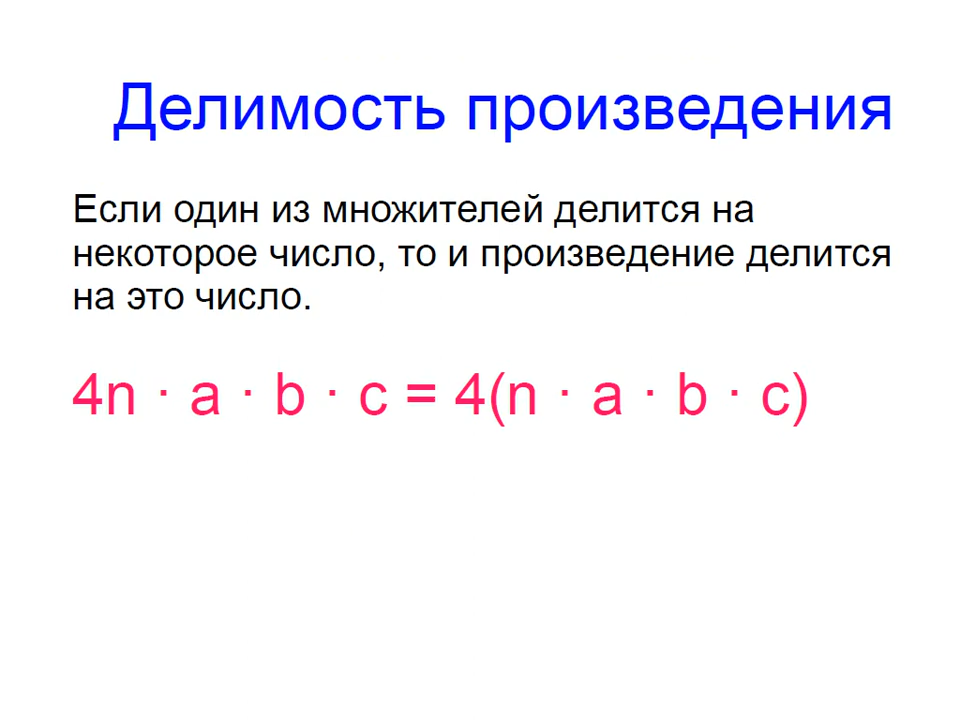 Делимость произведения
Если один из множителей делится на
некоторое число, то и произведение делится
на это число.
4n · a · b · c = 4(n · a · b · c)